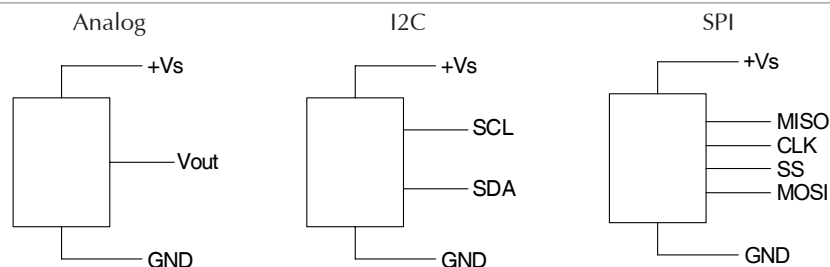 Analog
+Vs
Vout
GND
I2C
+Vs
SCL
SDA
GND
SPI
+Vs
MISO
CLK
SS
MOSI
GND